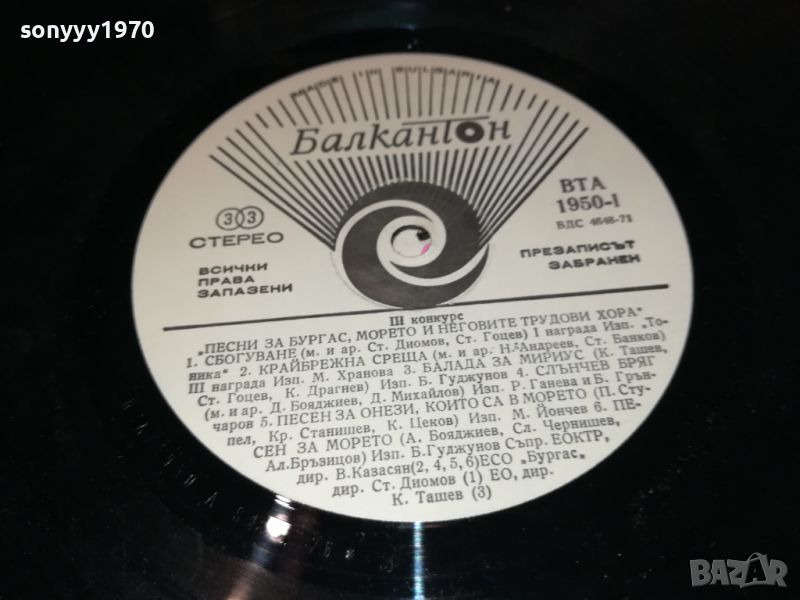 sonyyy1970
MADE IN BULGARIA
Балкантон
ВТА
1950-I
БДС 4648-71
33
СТЕРЕО
ВСИЧКИ
ПРАВА
ЗАПАЗЕНИ
ПРЕЗАПИСЪТ
ЗАБРАНЕН
III конкурс
„ПЕСНИ ЗА БУРГАС, МОРЕТО И НЕГОВИТЕ ТРУДОВИ ХОРА“
1. СБОГУВАНЕ (м. и ар. Ст. Диомов, Ст. Гоцев) I награда Изп. „То-
ника“ 2. КРАЙБРЕЖНА СРЕЩА (м. и ар. Н. Андреев, Ст. Банков)
III награда Изп. М. Хранова 3. БАЛАДА ЗА МИРИУС (К. Ташев,
Ст. Гоцев, К. Драгнев) Изп. Б. Гуджунов 4. СЛЪНЧЕВ БРЯГ
(м. и ар. Д. Бояджиев, Д. Михайлов) Изп. Р. Ганева и Б. Грън-
чаров 5. ПЕСЕН ЗА ОНЕЗИ, КОИТО СА В МОРЕТО (П. Сту-
пел, Кр. Станишев, К. Цеков) Изп. М. Йончев 6. ПЕ-
СЕН ЗА МОРЕТО (А. Бояджиев, Сл. Чернишев,
Ал. Бръзицов) Изп. Б. Гуджунов Съпр. ЕОКТР,
дир. В. Казасян (2, 4, 5, 6) ЕСО „Бургас“
дир. Ст. Диомов (1) ЕО, дир.
К. Ташев (3)
BAZAR